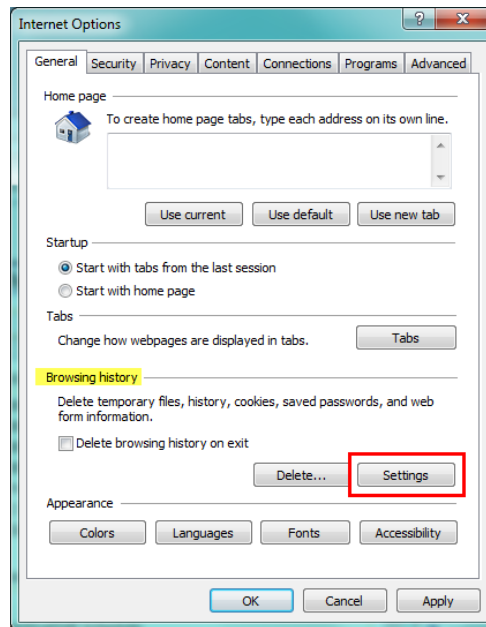 Internet Options
?
X
General Security Privacy Content Connections Programs Advanced
Home page
To create home page tabs, type each address on its own line.
Use current Use default Use new tab
Startup
Start with tabs from the last session
Start with home page
Tabs
Change how webpages are displayed in tabs. Tabs
Browsing history
Delete temporary files, history, cookies, saved passwords, and web
form information.
Delete browsing history on exit
Delete... Settings
Appearance
Colors Languages Fonts Accessibility
OK Cancel Apply